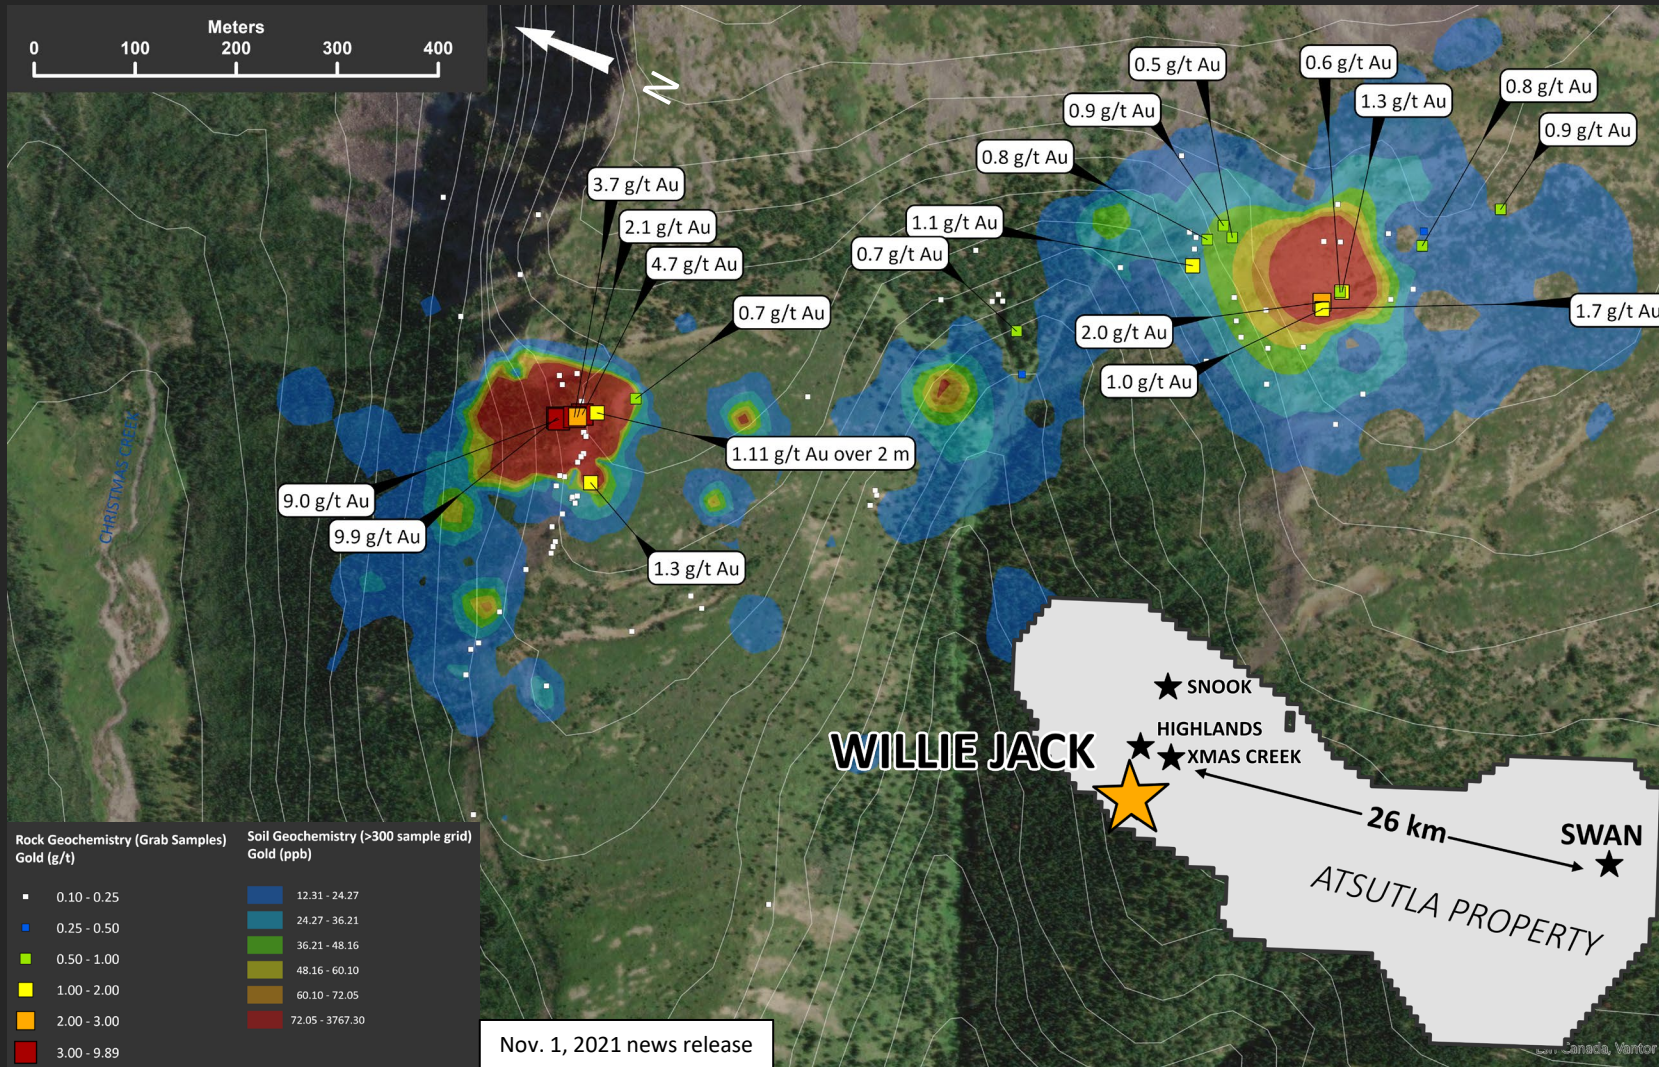 Meters
0 100 200 300 400
N
0.5 g/t Au
0.6 g/t Au
0.9 g/t Au
1.3 g/t Au
0.8 g/t Au
0.9 g/t Au
0.8 g/t Au
3.7 g/t Au
2.1 g/t Au
1.1 g/t Au
4.7 g/t Au
0.7 g/t Au
0.7 g/t Au
1.7 g/t Au
2.0 g/t Au
1.0 g/t Au
1.11 g/t Au over 2 m
9.0 g/t Au
9.9 g/t Au
1.3 g/t Au
CHRISTMAS CREEK
SNOOK
HIGHLANDS
WILLIE JACK
XMAS CREEK
26 km
SWAN
ATSUTLA PROPERTY
Rock Geochemistry (Grab Samples)
Gold (g/t)
0.10 - 0.25
0.25 - 0.50
0.50 - 1.00
1.00 - 2.00
2.00 - 3.00
3.00 - 9.89
Soil Geochemistry (>300 sample grid)
Gold (ppb)
12.31 - 24.27
24.27 - 36.21
36.21 - 48.16
48.16 - 60.10
60.10 - 72.05
72.05 - 3767.30
Nov. 1, 2021 news release
Canada, Vantor